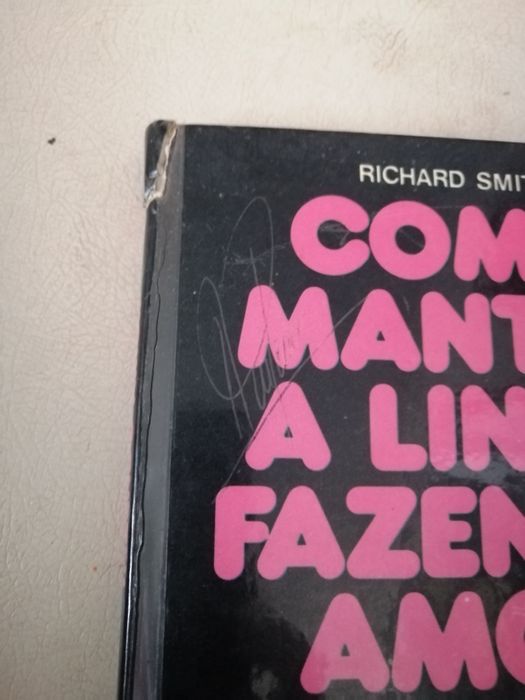 RICHARD SMIT
COM
MANT
A LIN
FAZEN
AMO